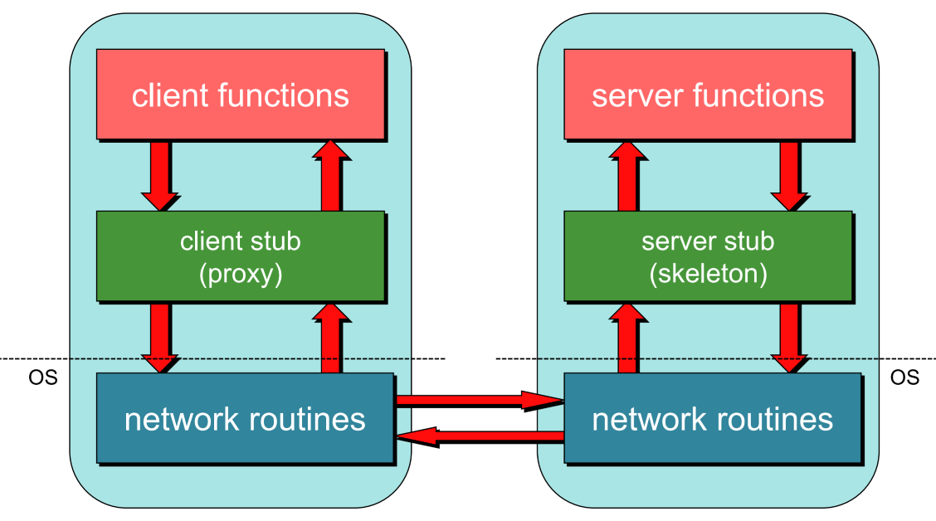 client functions
server functions
client stub
(proxy)
server stub
(skeleton)
OS
OS
network routines
network routines